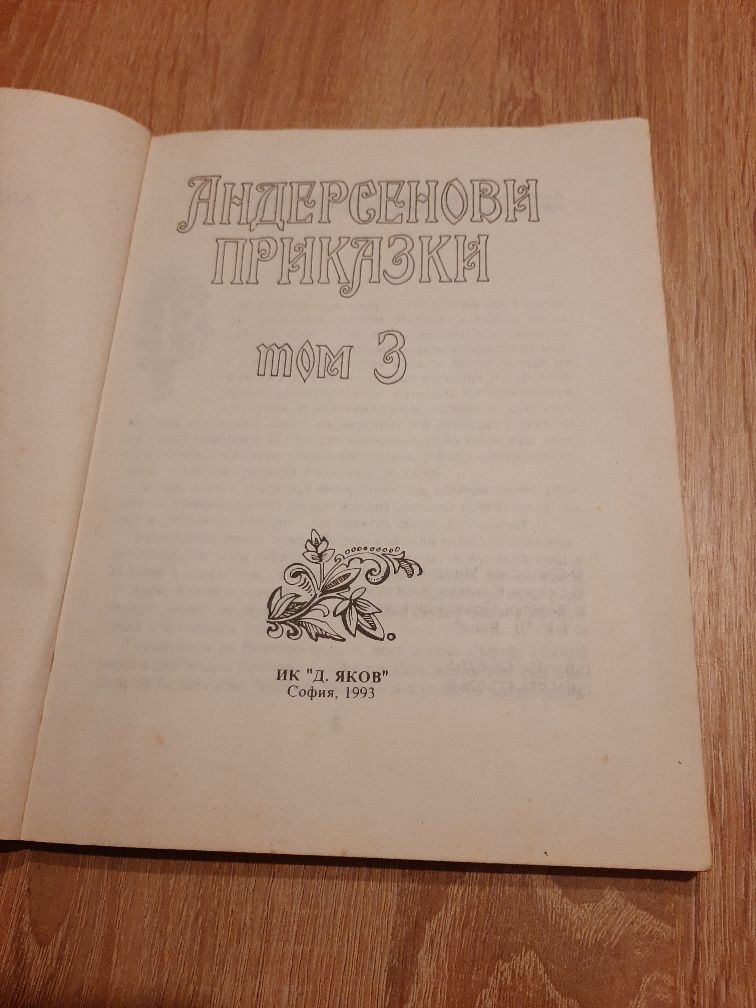 АНДЕРСЕНОВИ
ПРИКАЗКИ
том 3
ИК "Д. ЯКОВ"
София, 1993